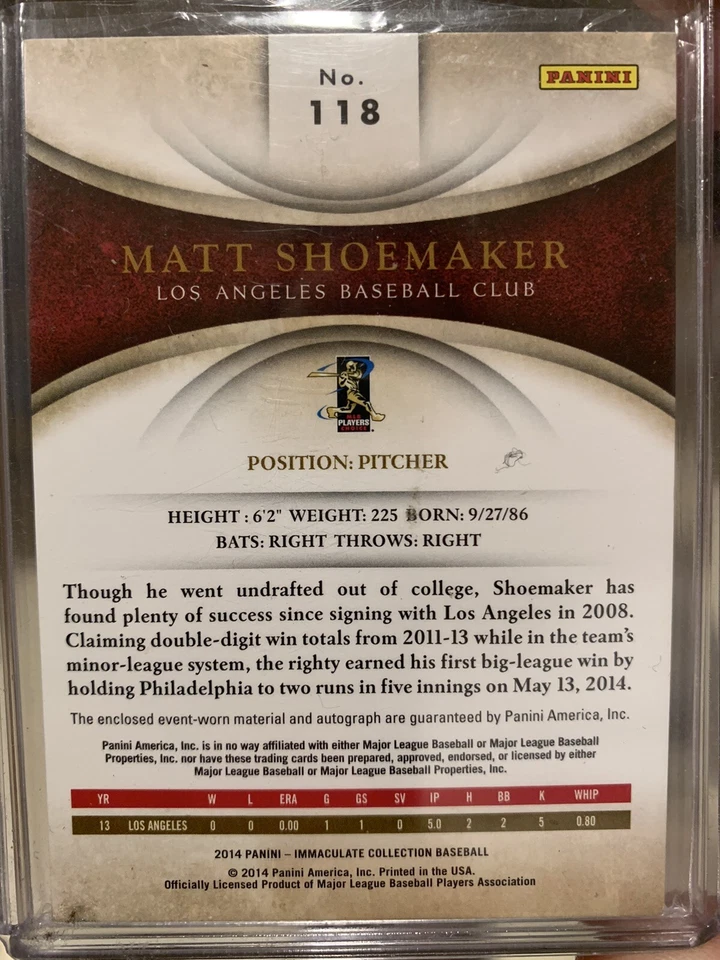 No.
118
PANINI
MATT SHOEMAKER
LOS ANGELES BASEBALL CLUB
MLB
PLAYERS
CHOICE
POSITION: PITCHER
HEIGHT : 6'2" WEIGHT: 225 BORN: 9/27/86
BATS: RIGHT THROWS: RIGHT
Though he went undrafted out of college, Shoemaker has
found plenty of success since signing with Los Angeles in 2008.
Claiming double-digit win totals from 2011-13 while in the team's
minor-league system, the righty earned his first big-league win by
holding Philadelphia to two runs in five innings on May 13, 2014.
The enclosed event-worn material and autograph are guaranteed by Panini America, Inc.
Panini America, Inc. is in no way affiliated with either Major League Baseball or Major League Baseball
Properties, Inc. nor have these trading cards been prepared, approved, endorsed, or licensed by either
Major League Baseball or Major League Baseball Properties, Inc.
YR W L ERA G GS SV IP H BB K WHIP
13 LOS ANGELES 0 0 0.00 1 1 0 5.0 2 2 5 0.80
2014 PANINI – IMMACULATE COLLECTION BASEBALL
© 2014 Panini America, Inc. Printed in the USA.
Officially Licensed Product of Major League Baseball Players Association